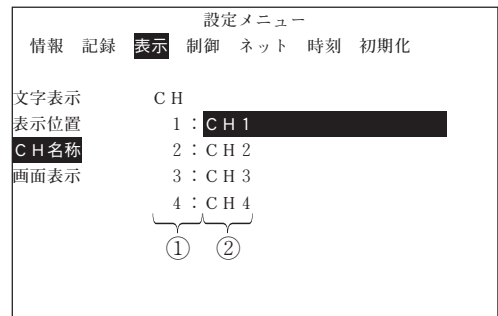 設定メニュー
情報 記録 表示 制御 ネット 時刻 初期化
文字表示 CH
表示位置 1:CH1
CH名称 2:CH2
画面表示 3:CH3
4:CH4
① ②